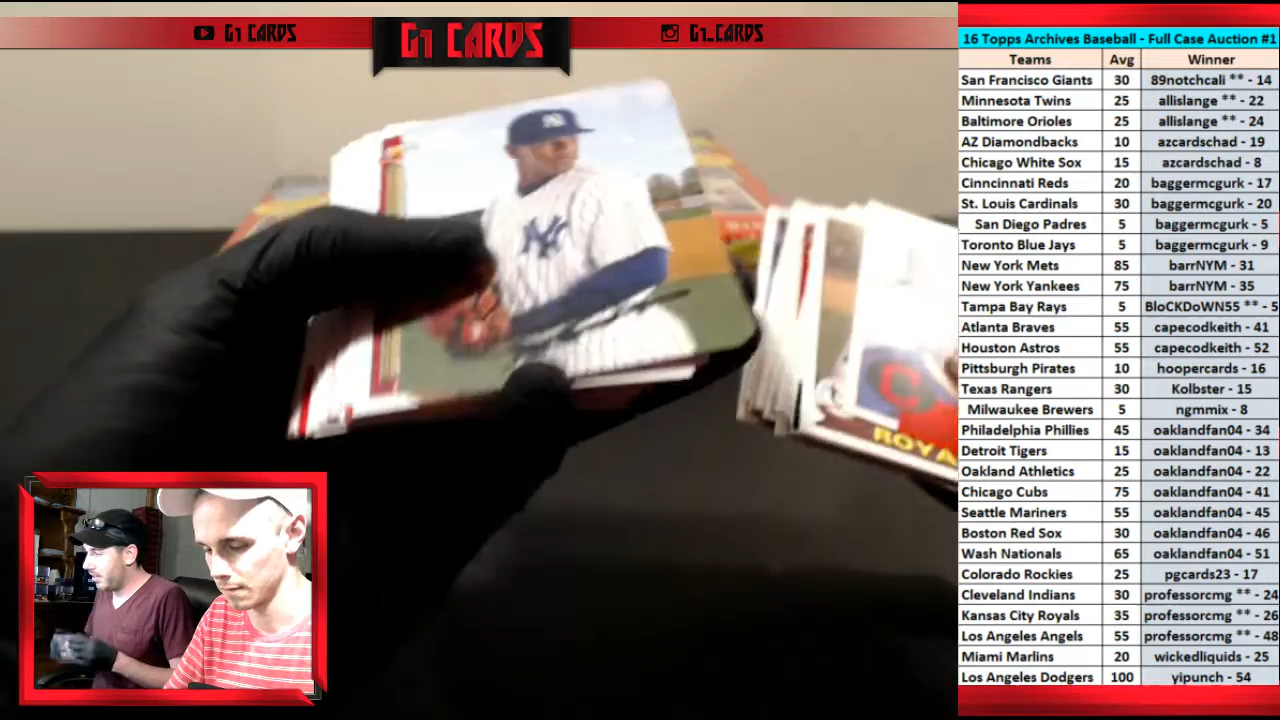 G1 CARDS
G1 CARDS
G1_CARDS
NY
NY
C
ROYA
16 Topps Archives Baseball - Full Case Auction #1
Teams Avg Winner
San Francisco Giants 30 89notchcali ** - 14
Minnesota Twins 25 allislange ** - 22
Baltimore Orioles 25 allislange ** - 24
AZ Diamondbacks 10 azcardschad - 19
Chicago White Sox 15 azcardschad - 8
Cinncinnati Reds 20 baggermcgurk - 17
St. Louis Cardinals 30 baggermcgurk - 20
San Diego Padres 5 baggermcgurk - 5
Toronto Blue Jays 5 baggermcgurk - 9
New York Mets 85 barrNYM - 31
New York Yankees 75 barrNYM - 35
Tampa Bay Rays 5 BloCKDoWN55 ** - 5
Atlanta Braves 55 capecodkeith - 41
Houston Astros 55 capecodkeith - 52
Pittsburgh Pirates 10 hoopercards - 16
Texas Rangers 30 Kolbster - 15
Milwaukee Brewers 5 ngmmix - 8
Philadelphia Phillies 45 oaklandfan04 - 34
Detroit Tigers 15 oaklandfan04 - 13
Oakland Athletics 25 oaklandfan04 - 22
Chicago Cubs 75 oaklandfan04 - 41
Seattle Mariners 55 oaklandfan04 - 45
Boston Red Sox 30 oaklandfan04 - 46
Wash Nationals 65 oaklandfan04 - 51
Colorado Rockies 25 pgcards23 - 17
Cleveland Indians 30 professorcmg ** - 24
Kansas City Royals 35 professorcmg ** - 26
Los Angeles Angels 55 professorcmg ** - 48
Miami Marlins 20 wickedliquids - 25
Los Angeles Dodgers 100 yipunch - 54